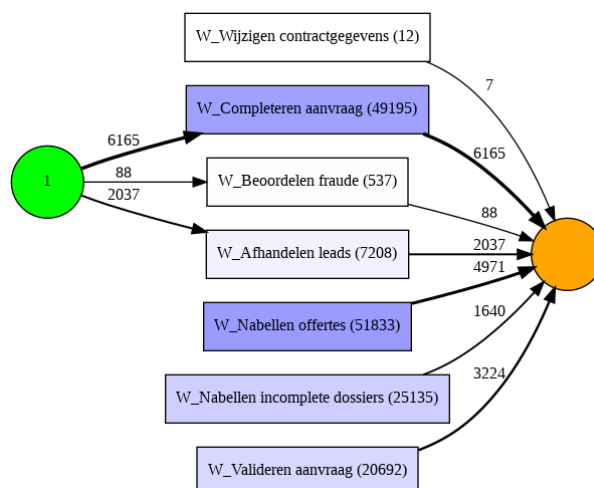 W_Wijzigen contractgegevens (12)
7
W_Completeren aanvraag (49195)
6165
6165
1
88
W_Beoordelen fraude (537)
88
2037
W_Afhandelen leads (7208)
2037
4971
W_Nabellen offertes (51833)
1640
W_Nabellen incomplete dossiers (25135)
3224
W_Valideren aanvraag (20692)